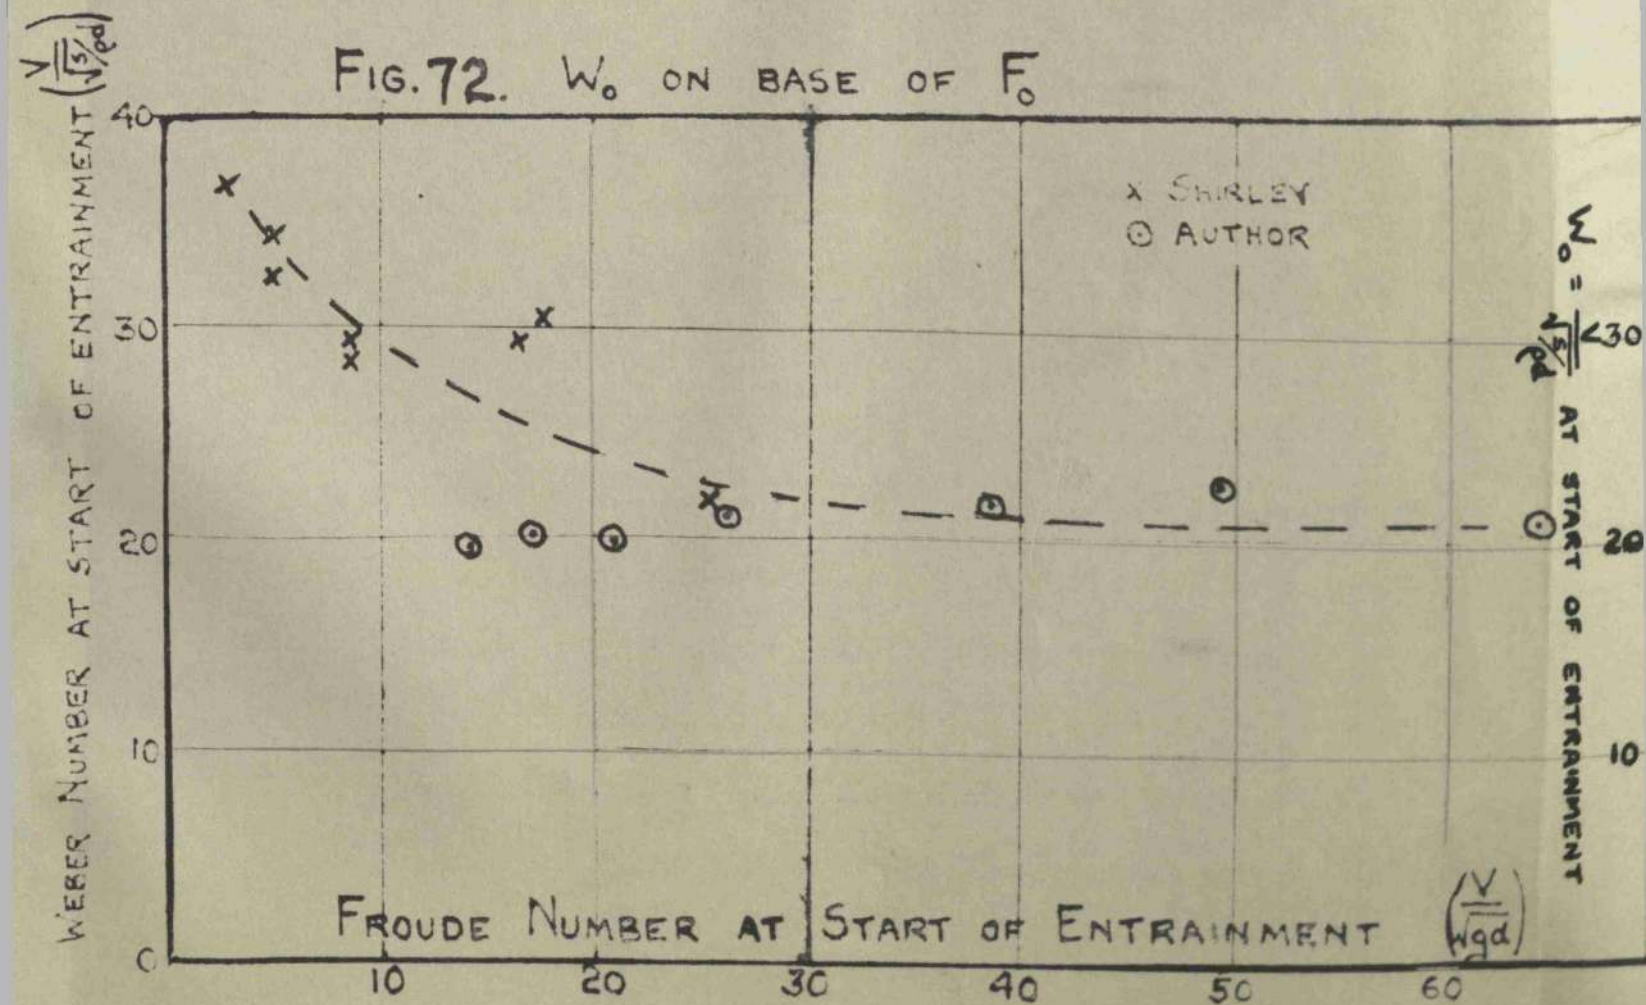 FIG. 72. W₀ ON BASE OF F₀
WEBER NUMBER AT START OF ENTRAINMENT (V/√S/ρd)
40
30
20
10
0
x SHIRLEY
⊙ AUTHOR
W₀ = V/√S/ρd AT START OF ENTRAINMENT
30
20
10
FROUDE NUMBER AT START OF ENTRAINMENT (V/√gd)
10 20 30 40 50 60